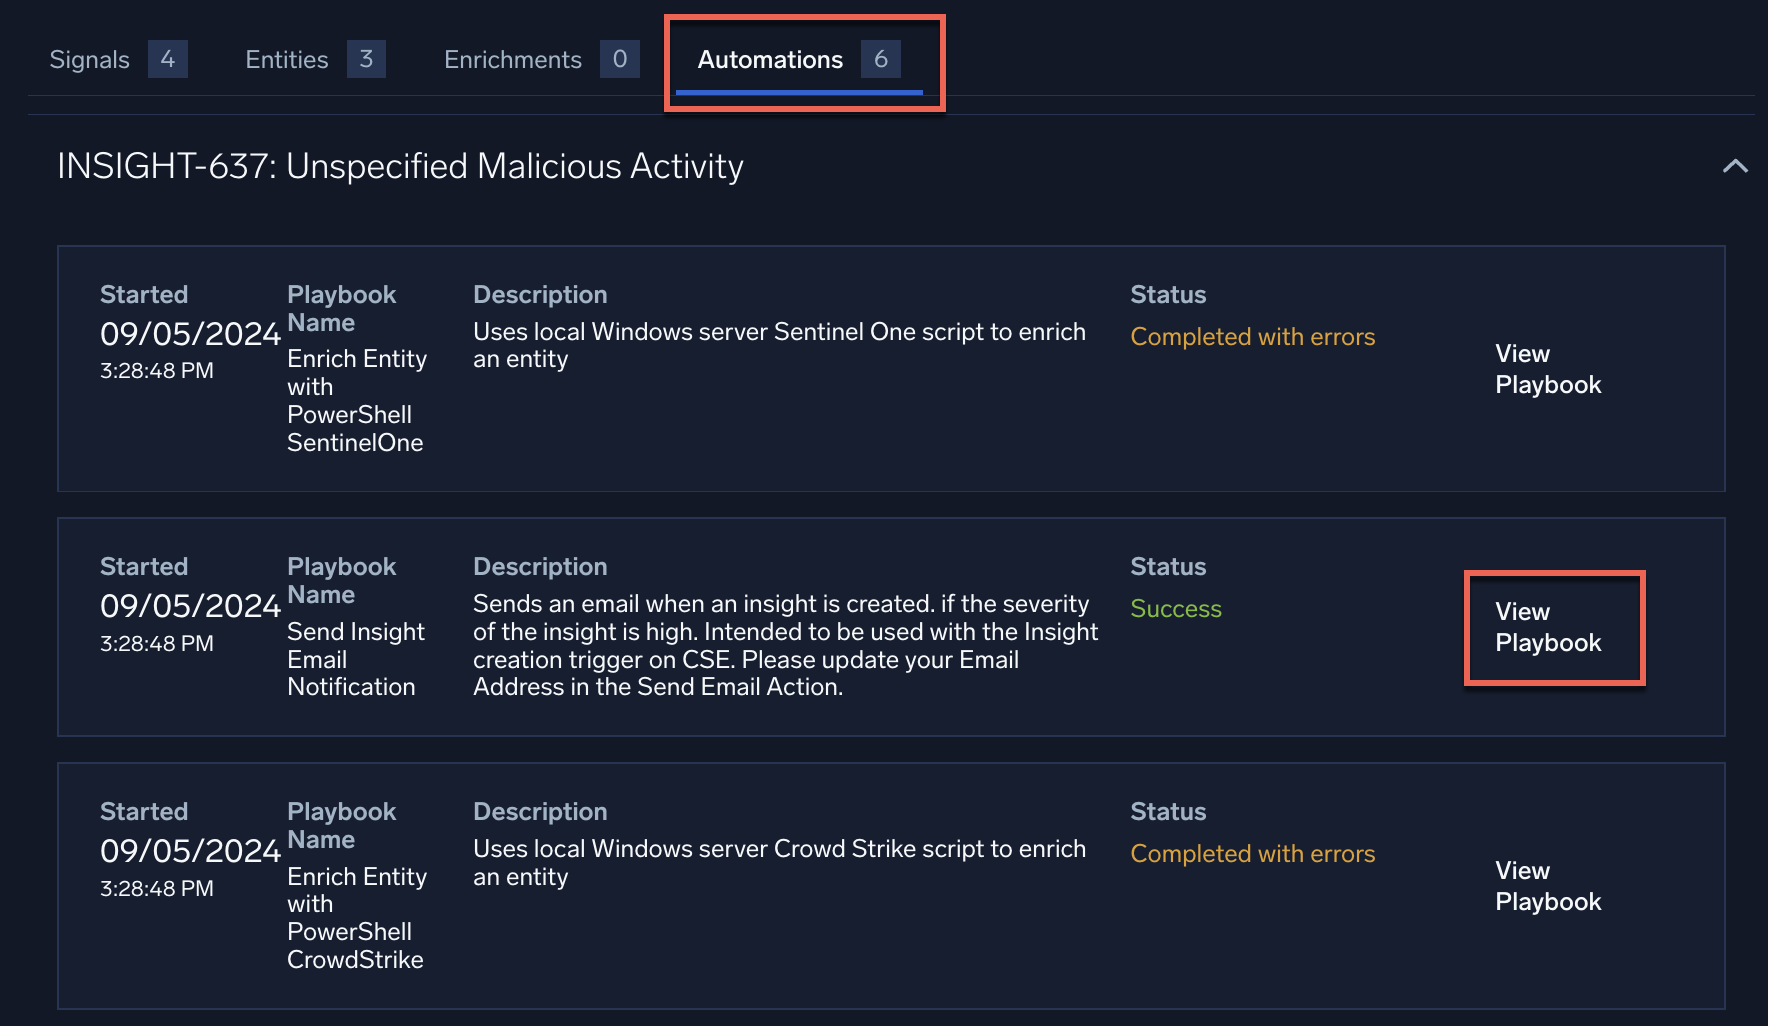 Signals 4 Entities 3 Enrichments 0 Automations 6
INSIGHT-637: Unspecified Malicious Activity
Started
09/05/2024
3:28:48 PM
Playbook
Name
Enrich Entity
with
PowerShell
SentinelOne
Description
Uses local Windows server Sentinel One script to enrich
an entity
Status
Completed with errors
View
Playbook
Started
09/05/2024
3:28:48 PM
Playbook
Name
Send Insight
Email
Notification
Description
Sends an email when an insight is created. if the severity
of the insight is high. Intended to be used with the Insight
creation trigger on CSE. Please update your Email
Address in the Send Email Action.
Status
Success
View
Playbook
Started
09/05/2024
3:28:48 PM
Playbook
Name
Enrich Entity
with
PowerShell
CrowdStrike
Description
Uses local Windows server Crowd Strike script to enrich
an entity
Status
Completed with errors
View
Playbook